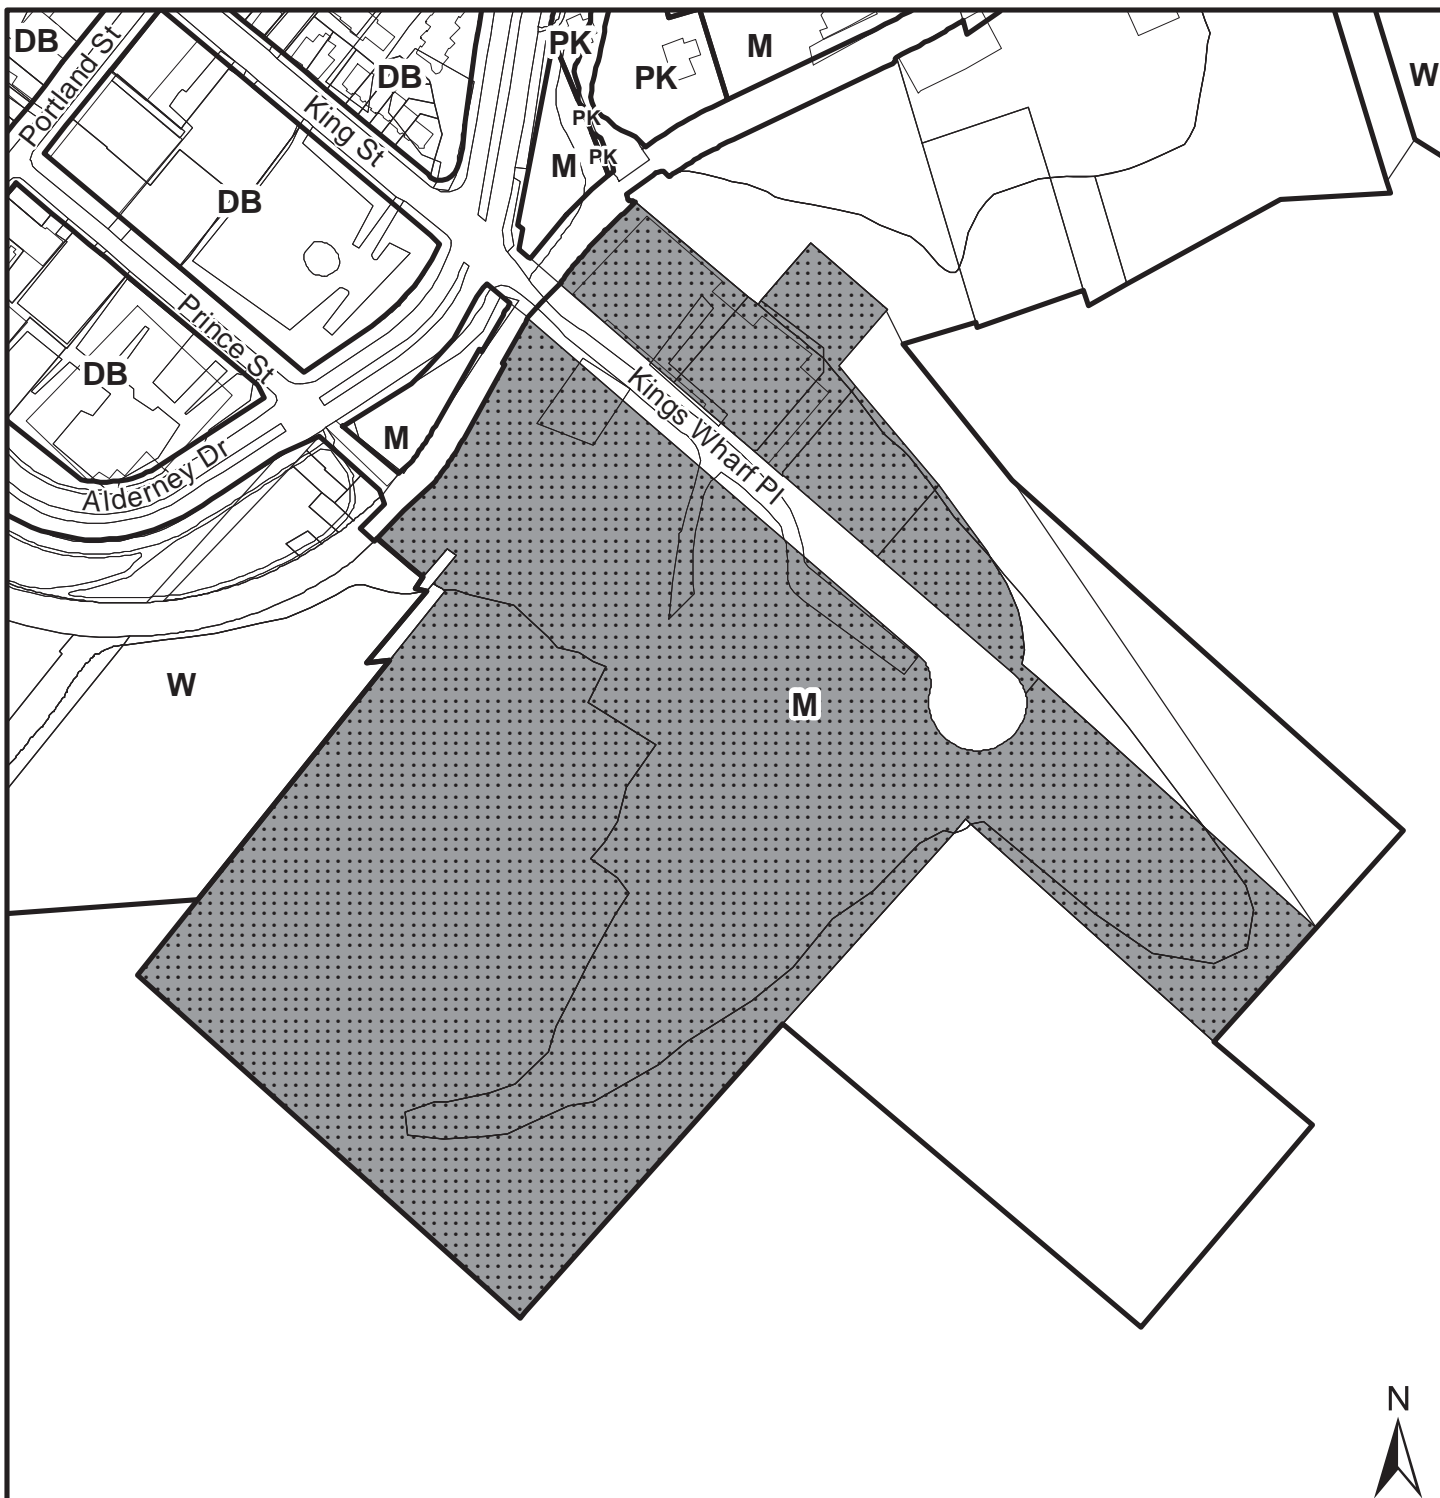 DB
Portland St
DB
King St
PK
PK
M
W
PK
PK
M
DB
Prince St
DB
Kings Wharf Pl
M
Alderney Dr
W
M
N